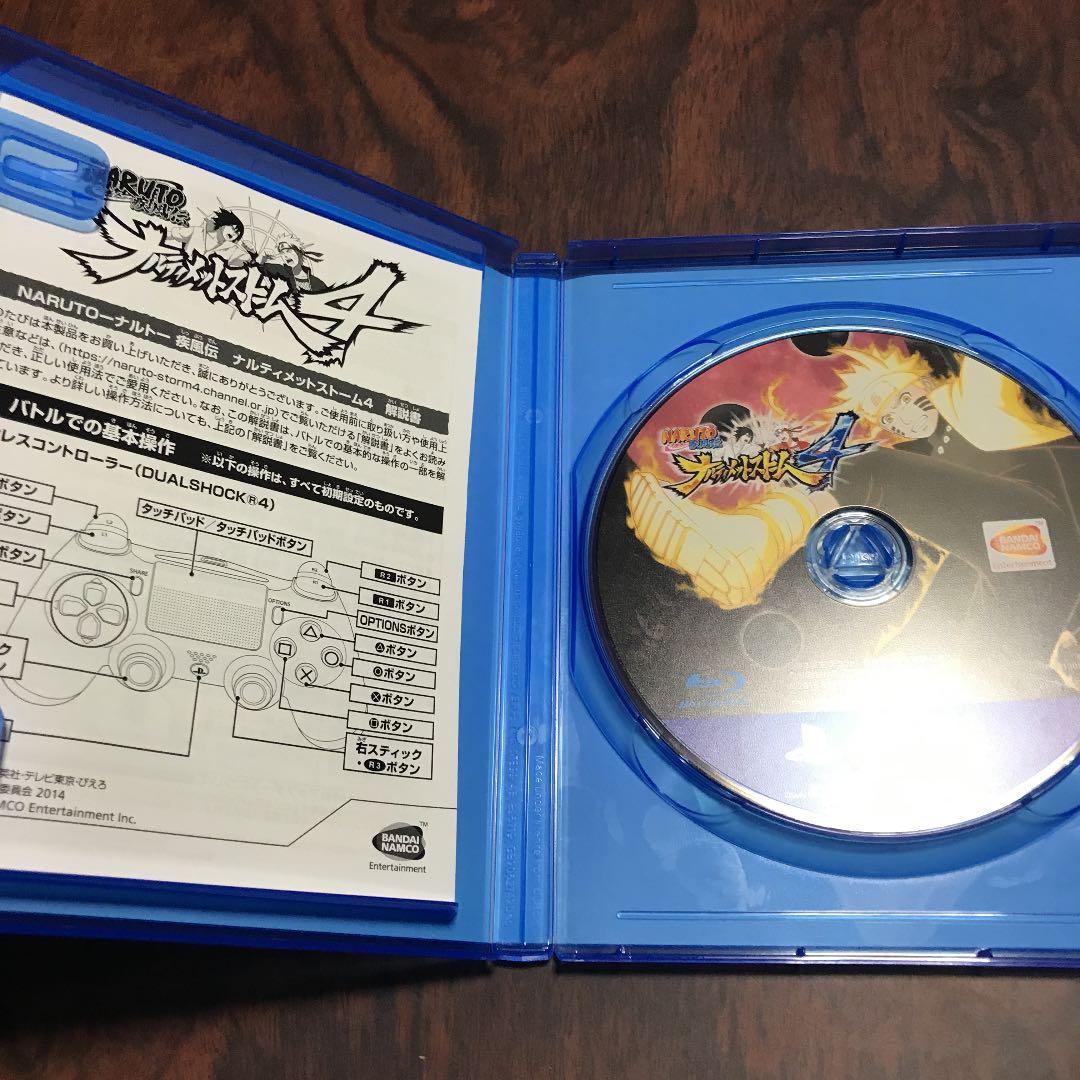 NARUTO
疾風伝
ナルティメットストーム4
NARUTOーナルトー 疾風伝 ナルティメットストーム4 解説書
のたびは本製品をお買い上げいただき、誠にありがとうございます。ご使用前に取り扱い方や使用上
意などは、(https://naruto-storm4.channel.or.jp)でご覧いただける「解説書」をよくお読み
だき、正しい使用法でご愛用ください。なお、この解説書は、バトルでの基本的な操作の一部を解
ています。より詳しい操作方法についても、上記の「解説書」をご覧ください。
バトルでの基本操作 ※以下の操作は、すべて初期設定のものです。
レスコントローラー(DUALSHOCK®4)
タッチパッド/タッチパッドボタン
ボタン
タン
ボタン
ック
ン
L2
L1
SHARE
R2
R1
OPTIONS
R2ボタン
R1ボタン
OPTIONSボタン
△ボタン
○ボタン
×ボタン
□ボタン
右スティック
・R3ボタン
英社・テレビ東京・ぴえろ
委員会 2014
MCO Entertainment Inc.
BANDAI
NAMCO
TM
Entertainment
NARUTO
疾風伝
ナルティメットストーム4
BANDAI
NAMCO
TM
Entertainment